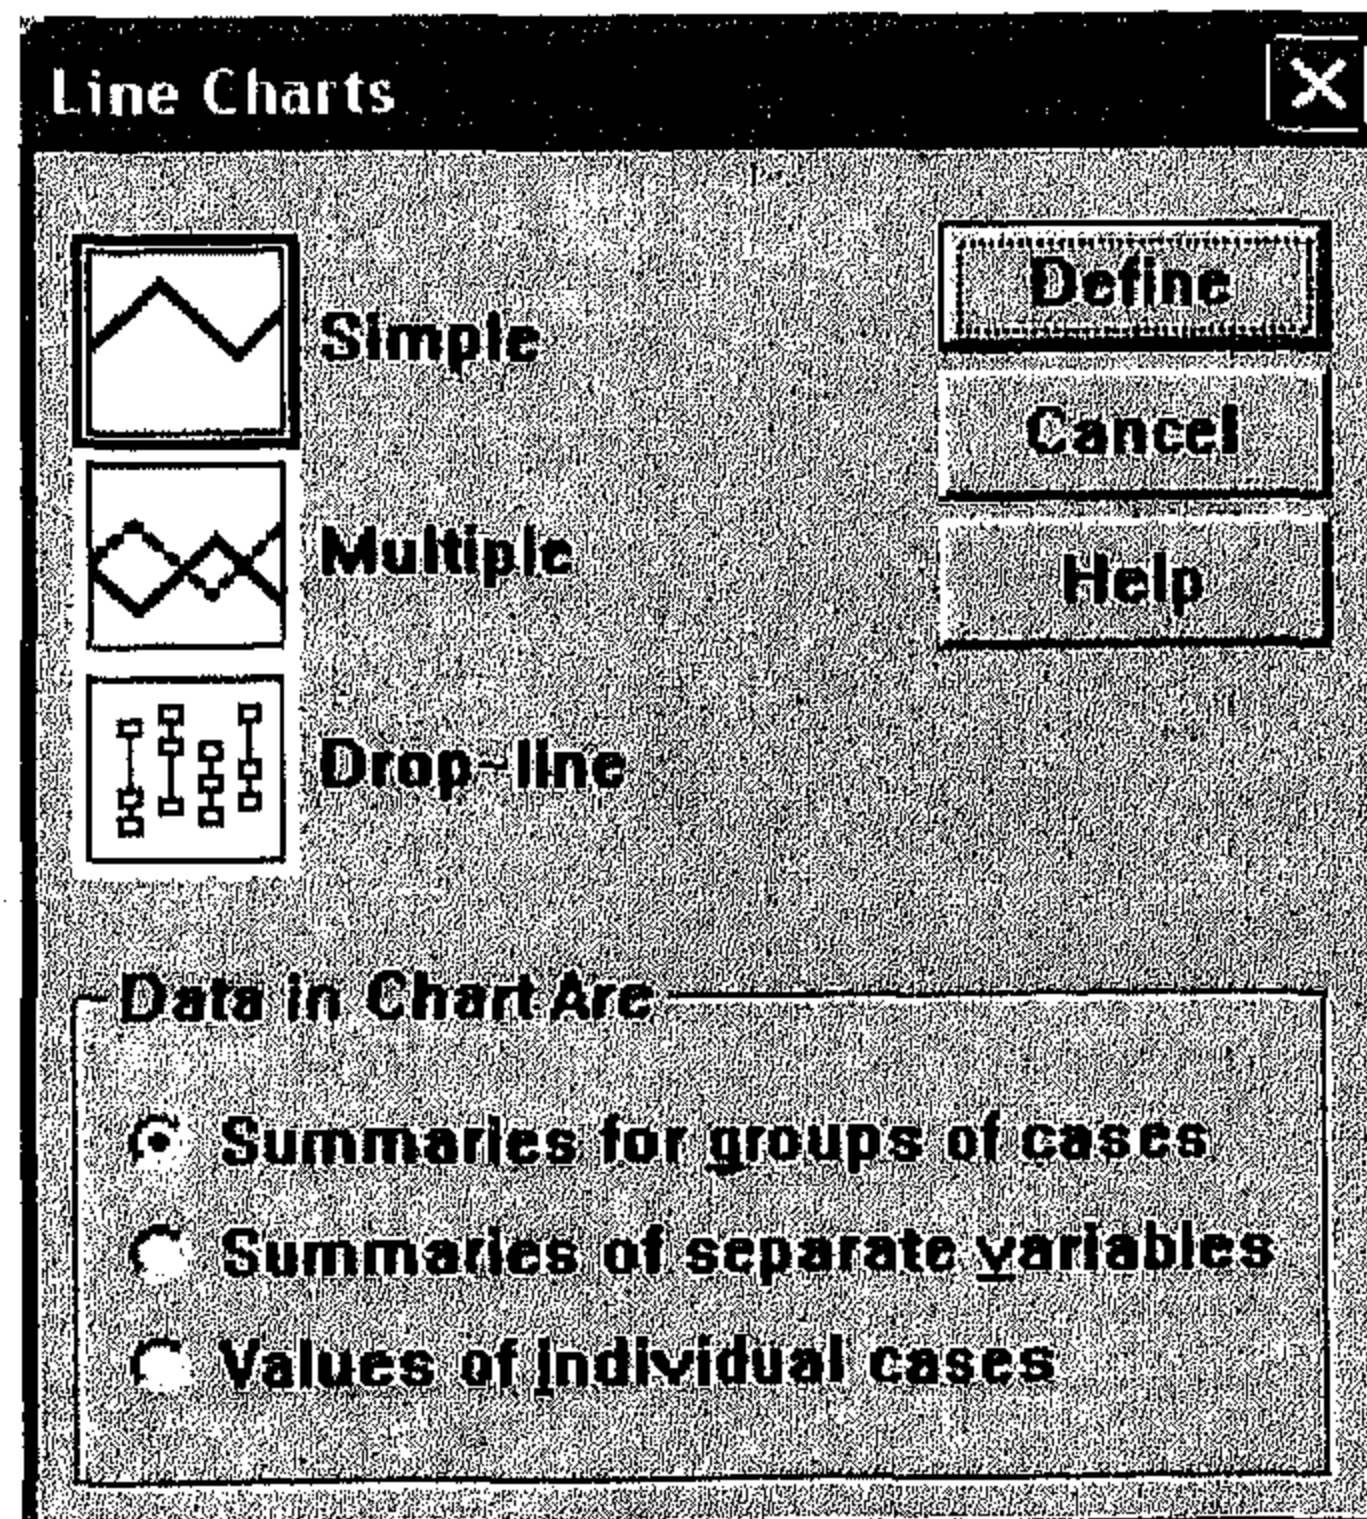 Line Charts
Simple
Define
Cancel
Multiple
Help
Drop-line
Data in Chart Are
Summaries for groups of cases
Summaries of separate variables
Values of individual cases